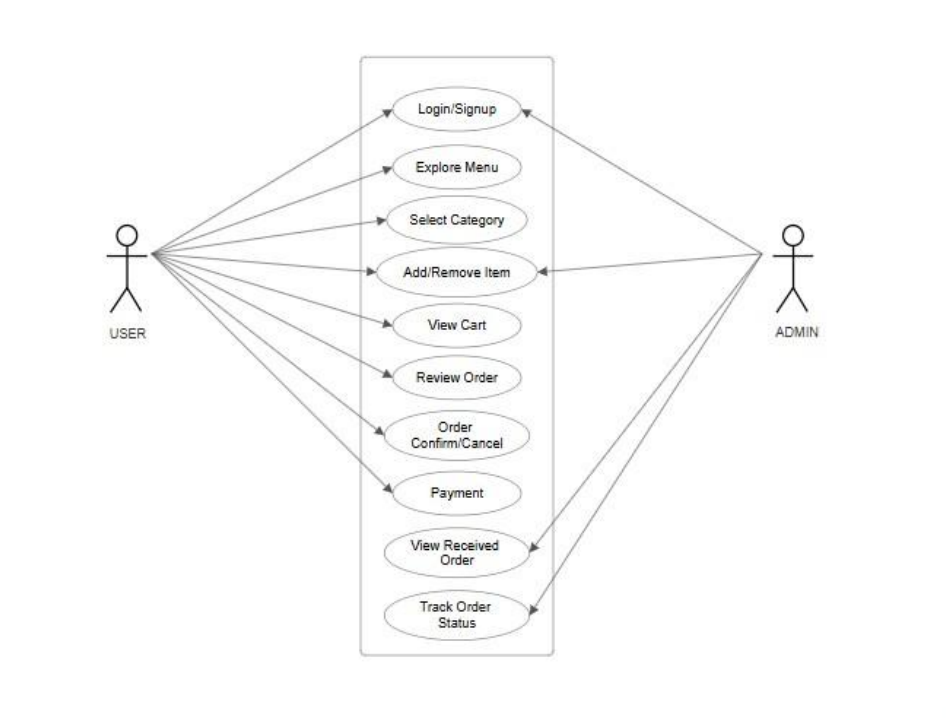 Login/Signup
Explore Menu
Select Category
Add/Remove Item
View Cart
Review Order
Order
Confirm/Cancel
Payment
View Received
Order
Track Order
Status
USER
ADMIN